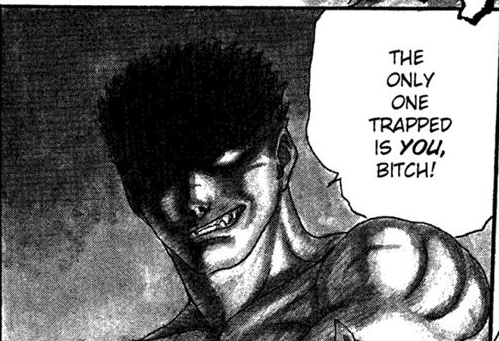 THE
ONLY
ONE
TRAPPED
IS YOU,
BITCH!